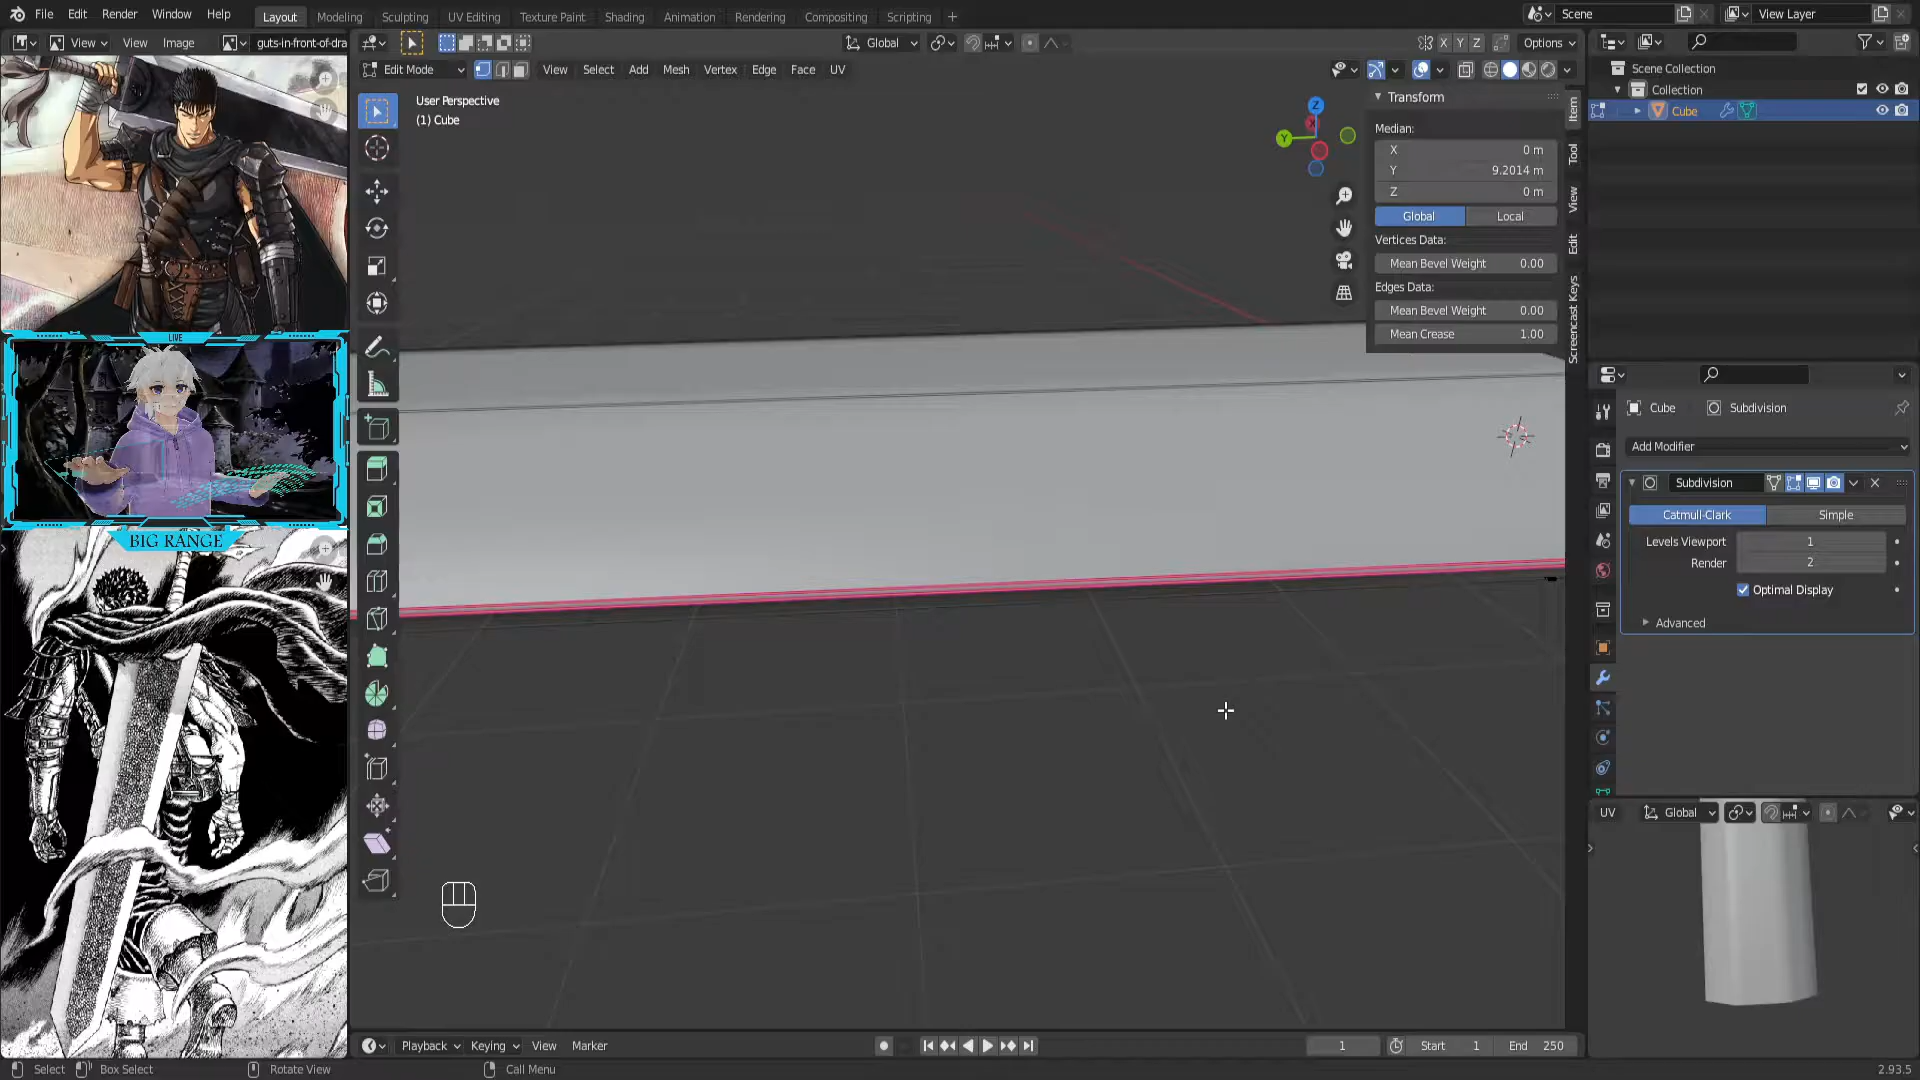 File Edit Render Window Help
Layout Modeling Sculpting UV Editing Texture Paint Shading Animation Rendering Compositing Scripting +
Scene
View Layer
View View Image guts-in-front-of-dra
Global
X Y Z Options
Edit Mode View Select Add Mesh Vertex Edge Face UV
User Perspective
(1) Cube
Z
X
Y
Transform
Median:
X 0 m
Y 9.2014 m
Z 0 m
Global Local
Vertices Data:
Mean Bevel Weight 0.00
Edges Data:
Mean Bevel Weight 0.00
Mean Crease 1.00
Item
Tool
View
Edit
Screencast Keys
Scene Collection
Collection
Cube
Cube Subdivision
Add Modifier
Subdivision
Catmull-Clark Simple
Levels Viewport 1
Render 2
Optimal Display
Advanced
UV Global
LIVE
BIG RANGE
Playback Keying View Marker
1 Start 1 End 250
Select Box Select Rotate View Call Menu
2.93.5